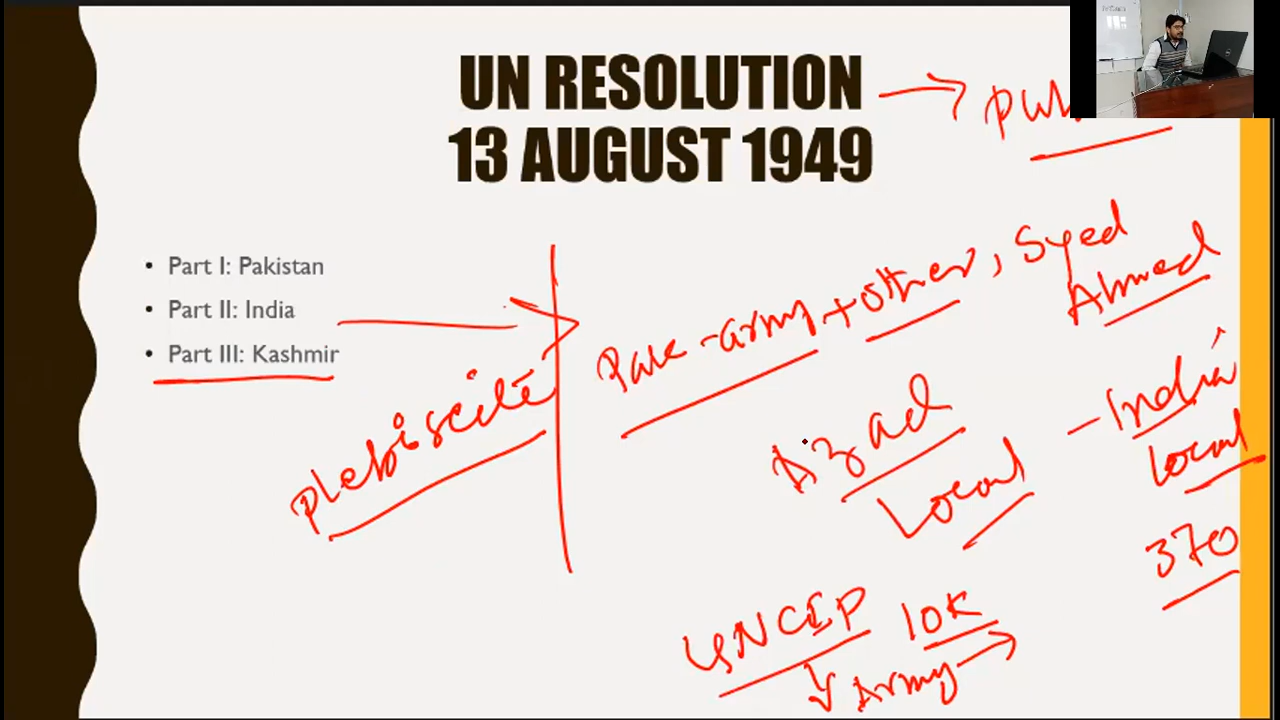 UN RESOLUTION
13 AUGUST 1949
• Part I: Pakistan
• Part II: India
• Part III: Kashmir
plebiscite
Pak-army + other, Syed
Ahmed
Azad
Local
- India
Local
370
UNCIP 10K
Army